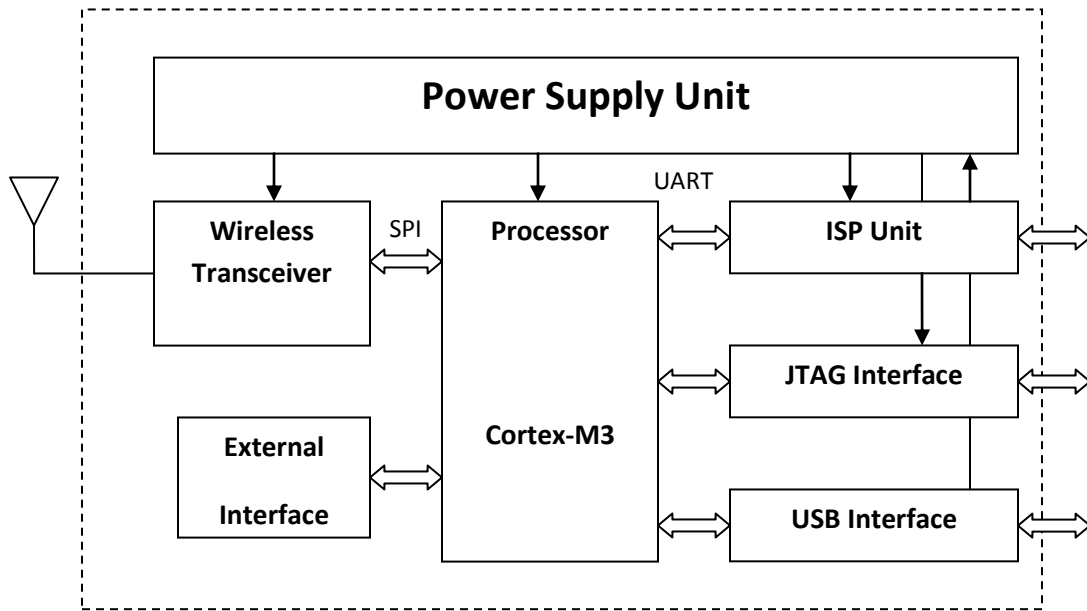 Power Supply Unit
UART
Wireless
Transceiver
SPI
Processor
Cortex-M3
ISP Unit
JTAG Interface
External
Interface
USB Interface